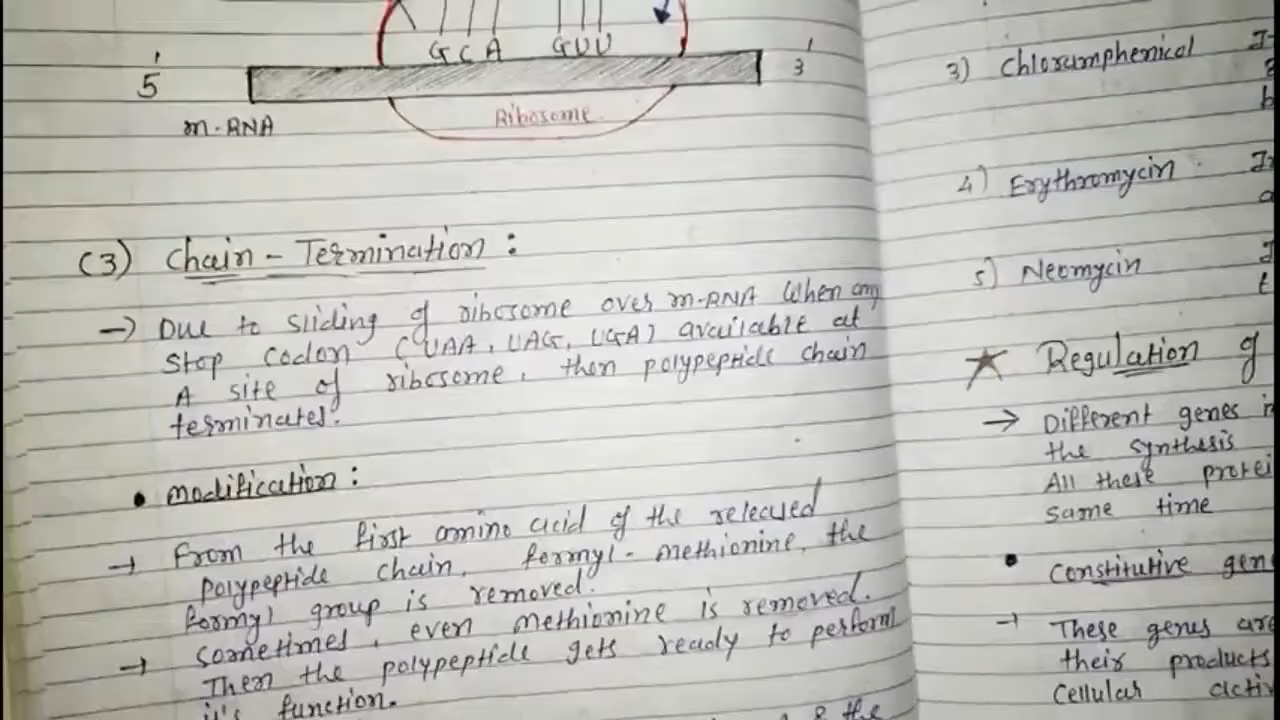 G C A G U U
5' 3'
m-RNA
Ribosome
(3) Chain-Termination :
→ Due to sliding of ribosome over m-RNA when any
stop codon (UAA, UAG, UGA) available at
A site of ribosome, then polypeptide chain
terminates.
• modification :
→ From the first amino acid of the released
polypeptide chain, formyl-methionine, the
formyl group is removed.
→ Sometimes, even methionine is removed.
Then the polypeptide gets ready to perform
it's function.
& the
3) Chloramphenicol
4) Erythromycin
5) Neomycin
★ Regulation of
→ Different genes
the synthesis
All these protei
same time
• Constitutive gen
→ These genes are
their products
Cellular activ